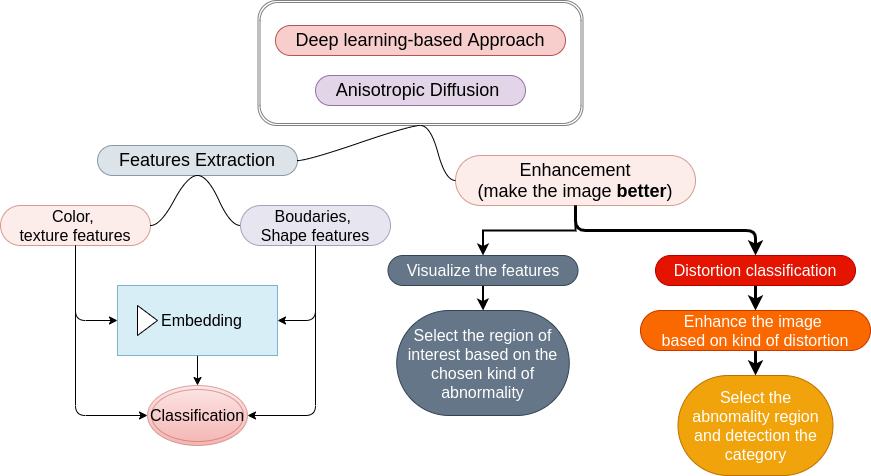 Deep learning-based Approach
Anisotropic Diffusion
Features Extraction
Enhancement
(make the image better)
Color,
texture features
Boudaries,
Shape features
Visualize the features
Distortion classification
Embedding
Select the region of
interest based on the
chosen kind of
abnormality
Enhance the image
based on kind of distortion
Classification
Select the
abnomality region
and detection the
category